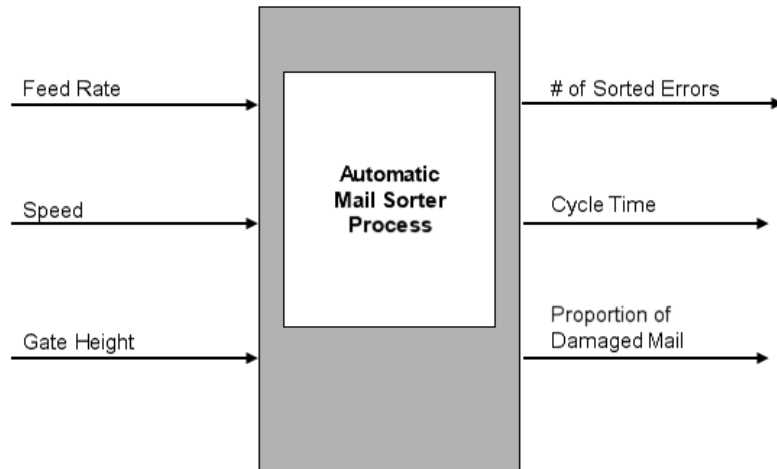 Feed Rate
# of Sorted Errors
Automatic
Mail Sorter
Process
Speed
Cycle Time
Gate Height
Proportion of
Damaged Mail